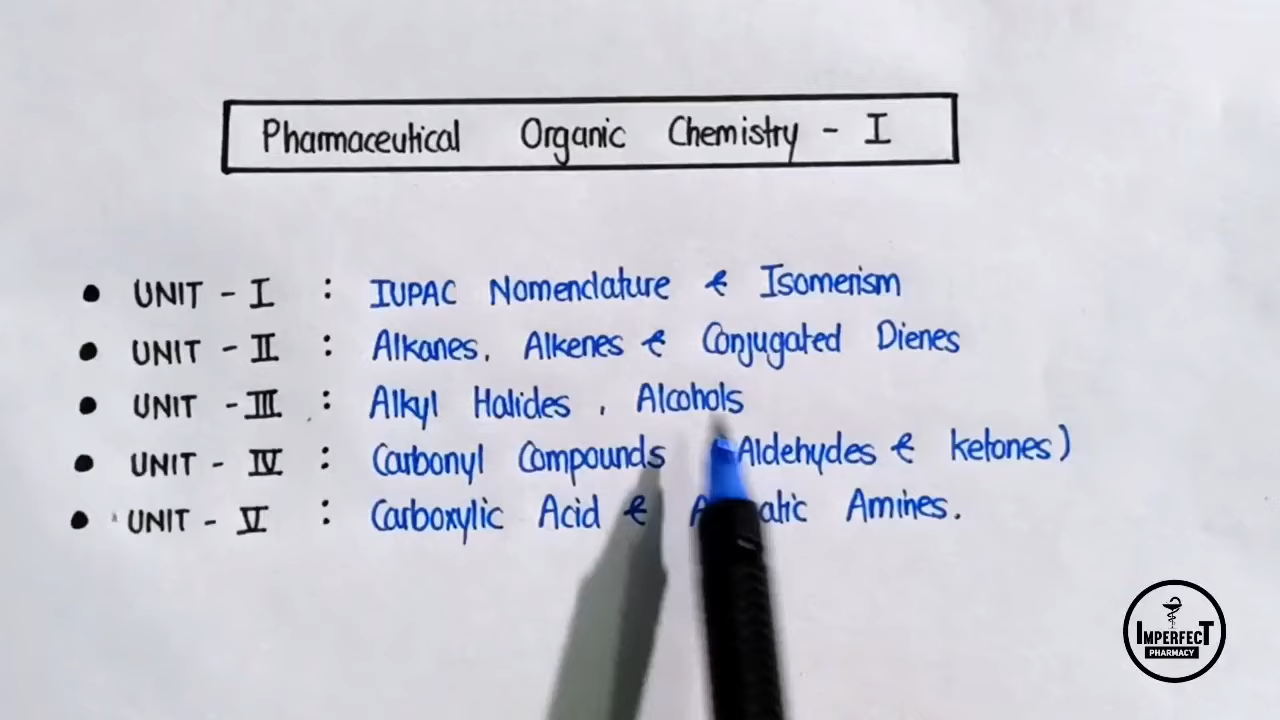 Pharmaceutical Organic Chemistry - I
• UNIT - I : IUPAC Nomenclature & Isomerism
• UNIT - II : Alkanes, Alkenes & Conjugated Dienes
• UNIT - III : Alkyl Halides, Alcohols
• UNIT - IV : Carbonyl Compounds Aldehydes & ketones)
• UNIT - V : Carboxylic Acid & Amines.
IMPERFECT
PHARMACY